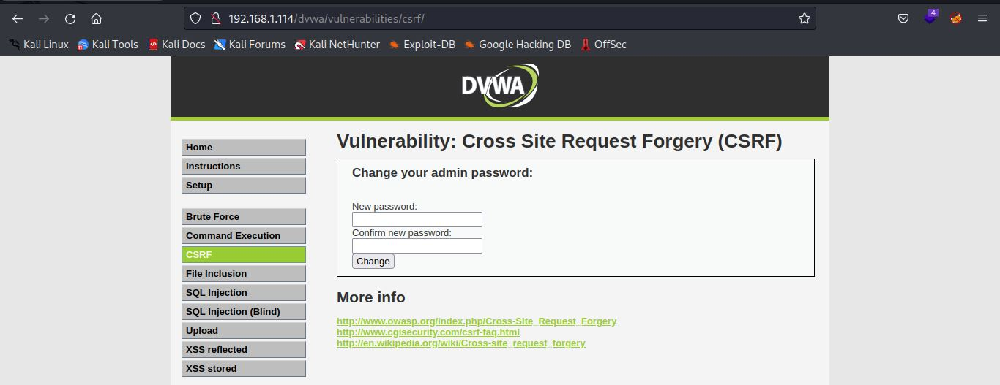 192.168.1.114/dvwa/vulnerabilities/csrf/
4
Kali Linux Kali Tools Kali Docs Kali Forums Kali NetHunter Exploit-DB Google Hacking DB OffSec
DVWA
Home
Instructions
Setup
Brute Force
Command Execution
CSRF
File Inclusion
SQL Injection
SQL Injection (Blind)
Upload
XSS reflected
XSS stored
Vulnerability: Cross Site Request Forgery (CSRF)
Change your admin password:
New password:
Confirm new password:
Change
More info
http://www.owasp.org/index.php/Cross-Site_Request_Forgery
http://www.cgisecurity.com/csrf-faq.html
http://en.wikipedia.org/wiki/Cross-site_request_forgery